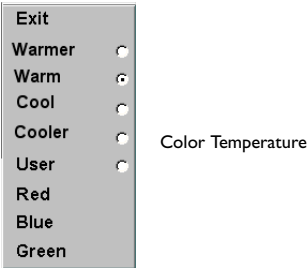 Exit
Warmer
Warm
Cool
Cooler
User
Red
Blue
Green
Color Temperature